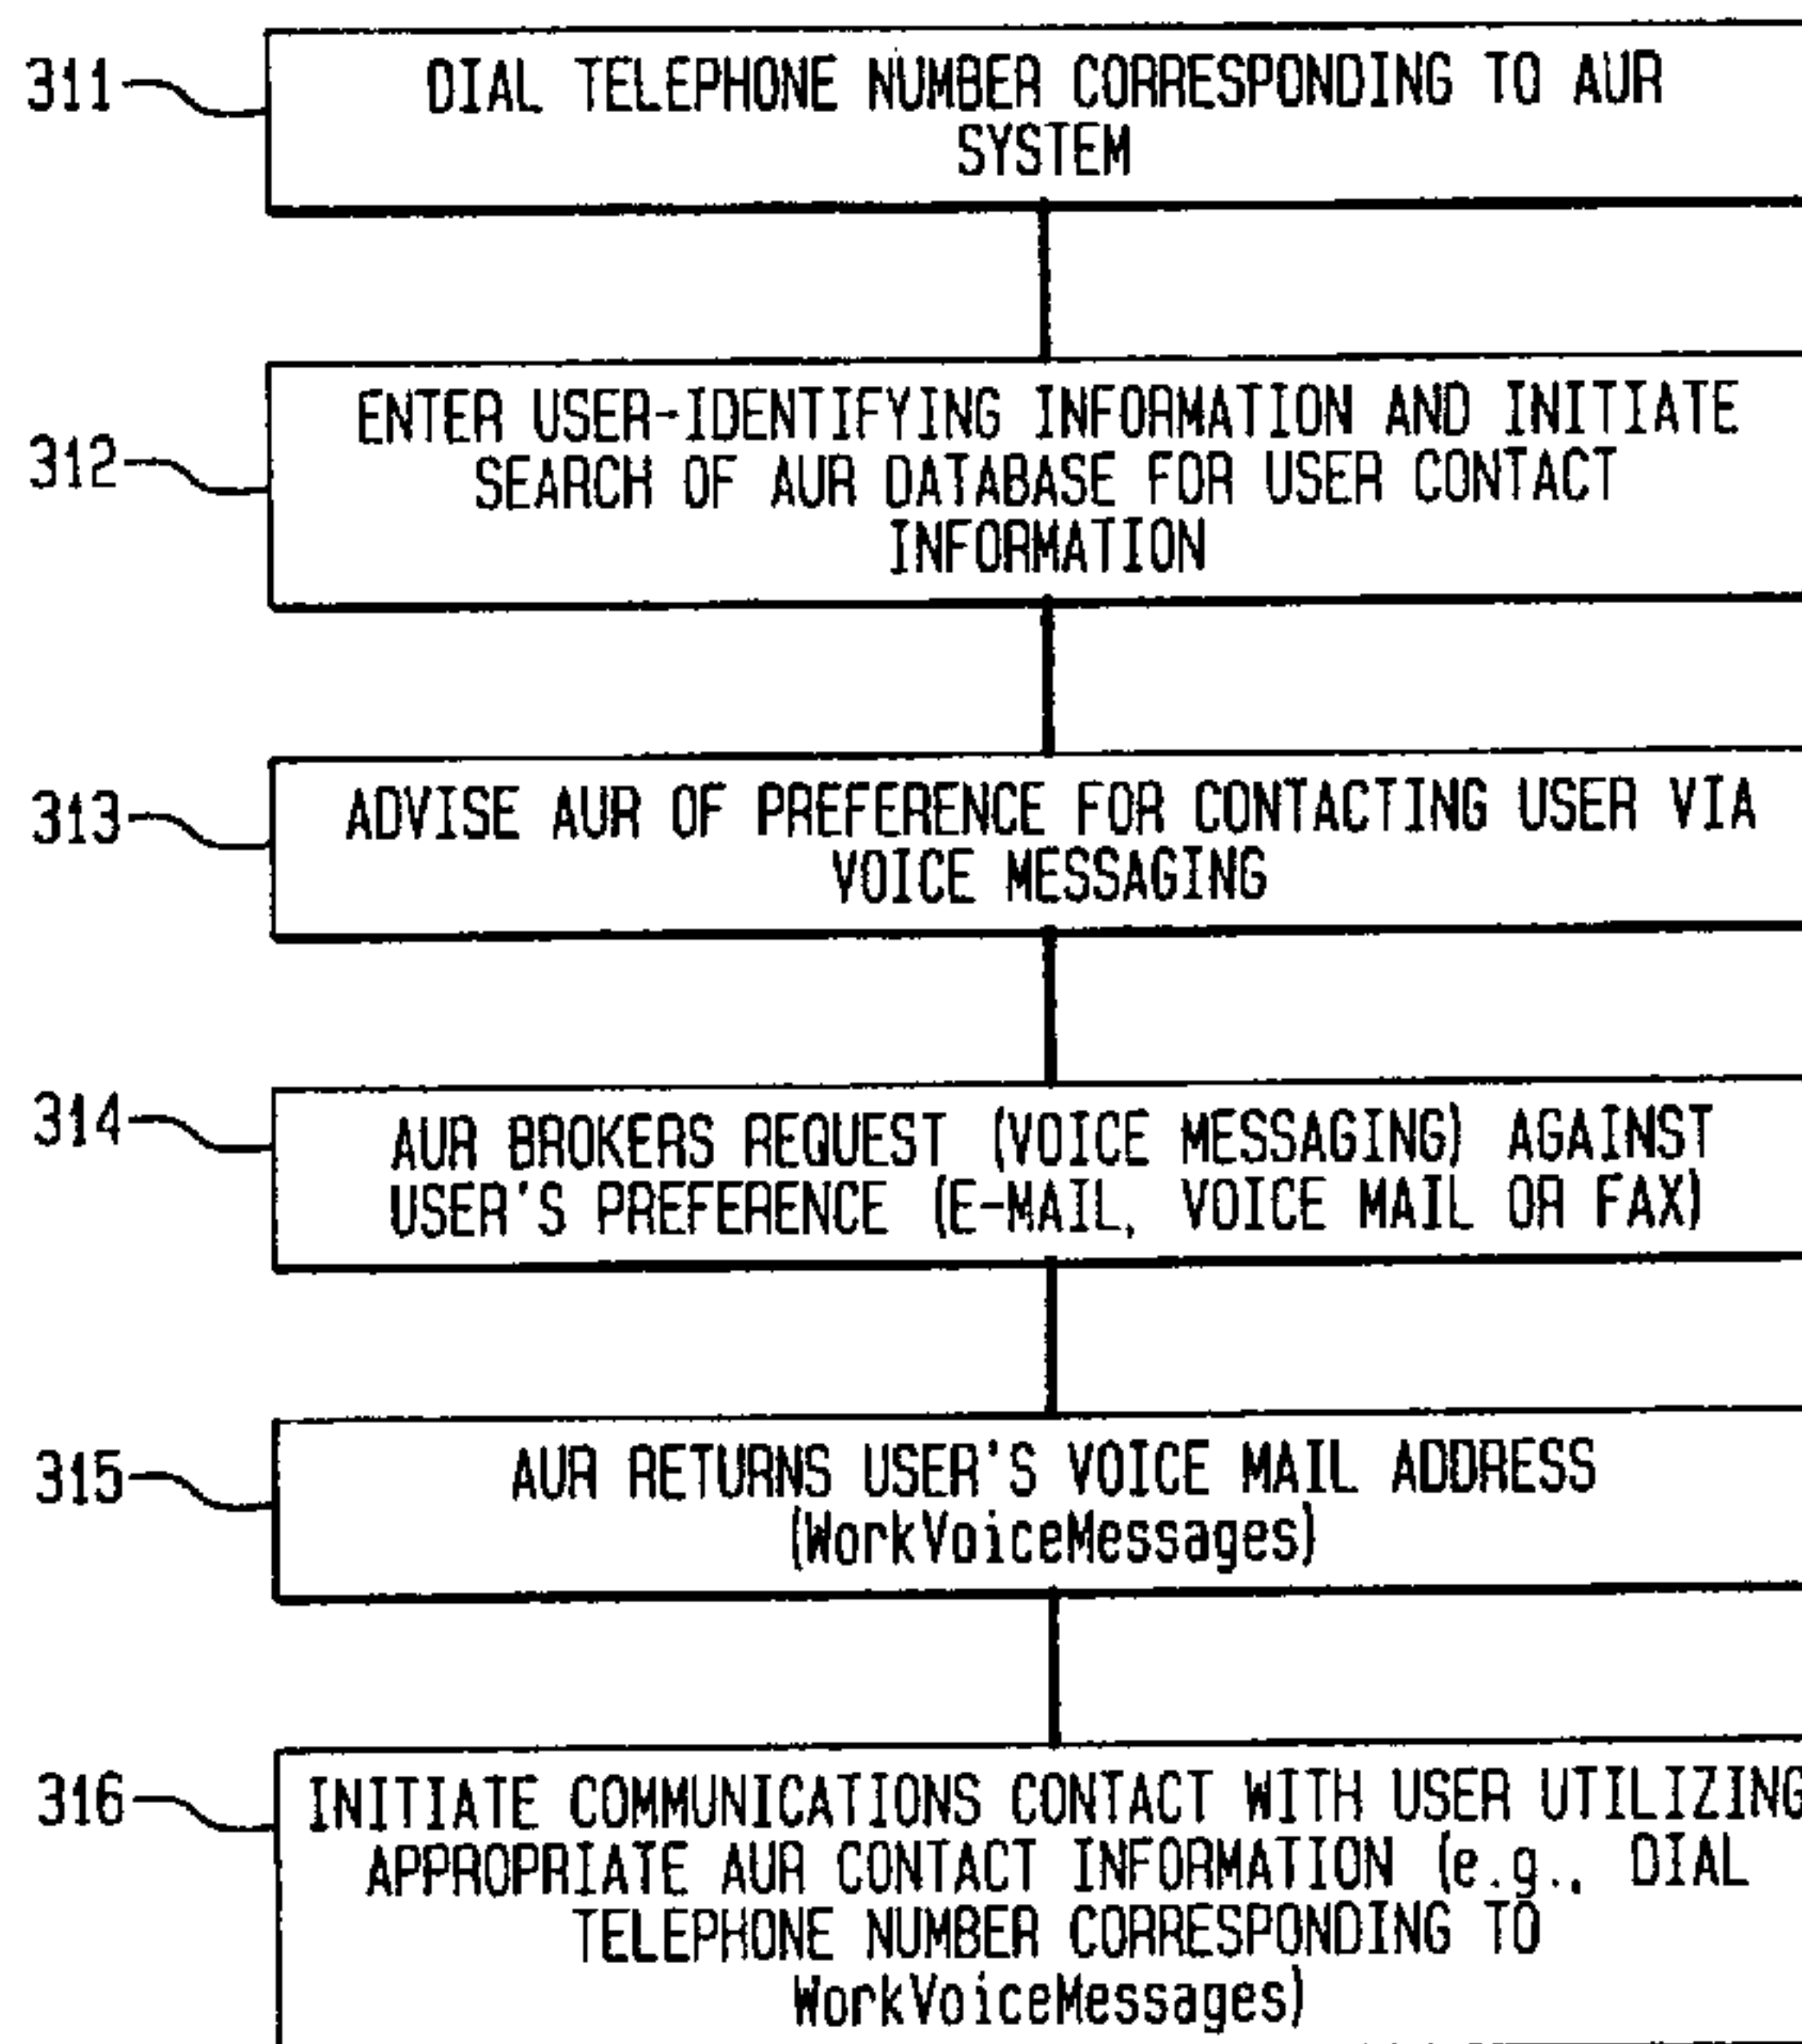 311
DIAL TELEPHONE NUMBER CORRESPONDING TO AUR
SYSTEM
312
ENTER USER-IDENTIFYING INFORMATION AND INITIATE
SEARCH OF AUR DATABASE FOR USER CONTACT
INFORMATION
313
ADVISE AUR OF PREFERENCE FOR CONTACTING USER VIA
VOICE MESSAGING
314
AUR BROKERS REQUEST (VOICE MESSAGING) AGAINST
USER'S PREFERENCE (E-MAIL, VOICE MAIL OR FAX)
315
AUR RETURNS USER'S VOICE MAIL ADDRESS
(WorkVoiceMessages)
316
INITIATE COMMUNICATIONS CONTACT WITH USER UTILIZING
APPROPRIATE AUR CONTACT INFORMATION (e.g., DIAL
TELEPHONE NUMBER CORRESPONDING TO
WorkVoiceMessages)